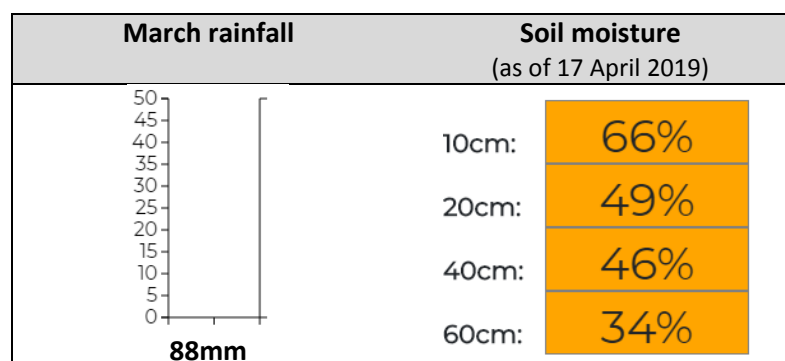 March rainfall
Soil moisture
(as of 17 April 2019)
50
45
40
35
30
25
20
15
10
5
0
88mm
10cm: 66%
20cm: 49%
40cm: 46%
60cm: 34%